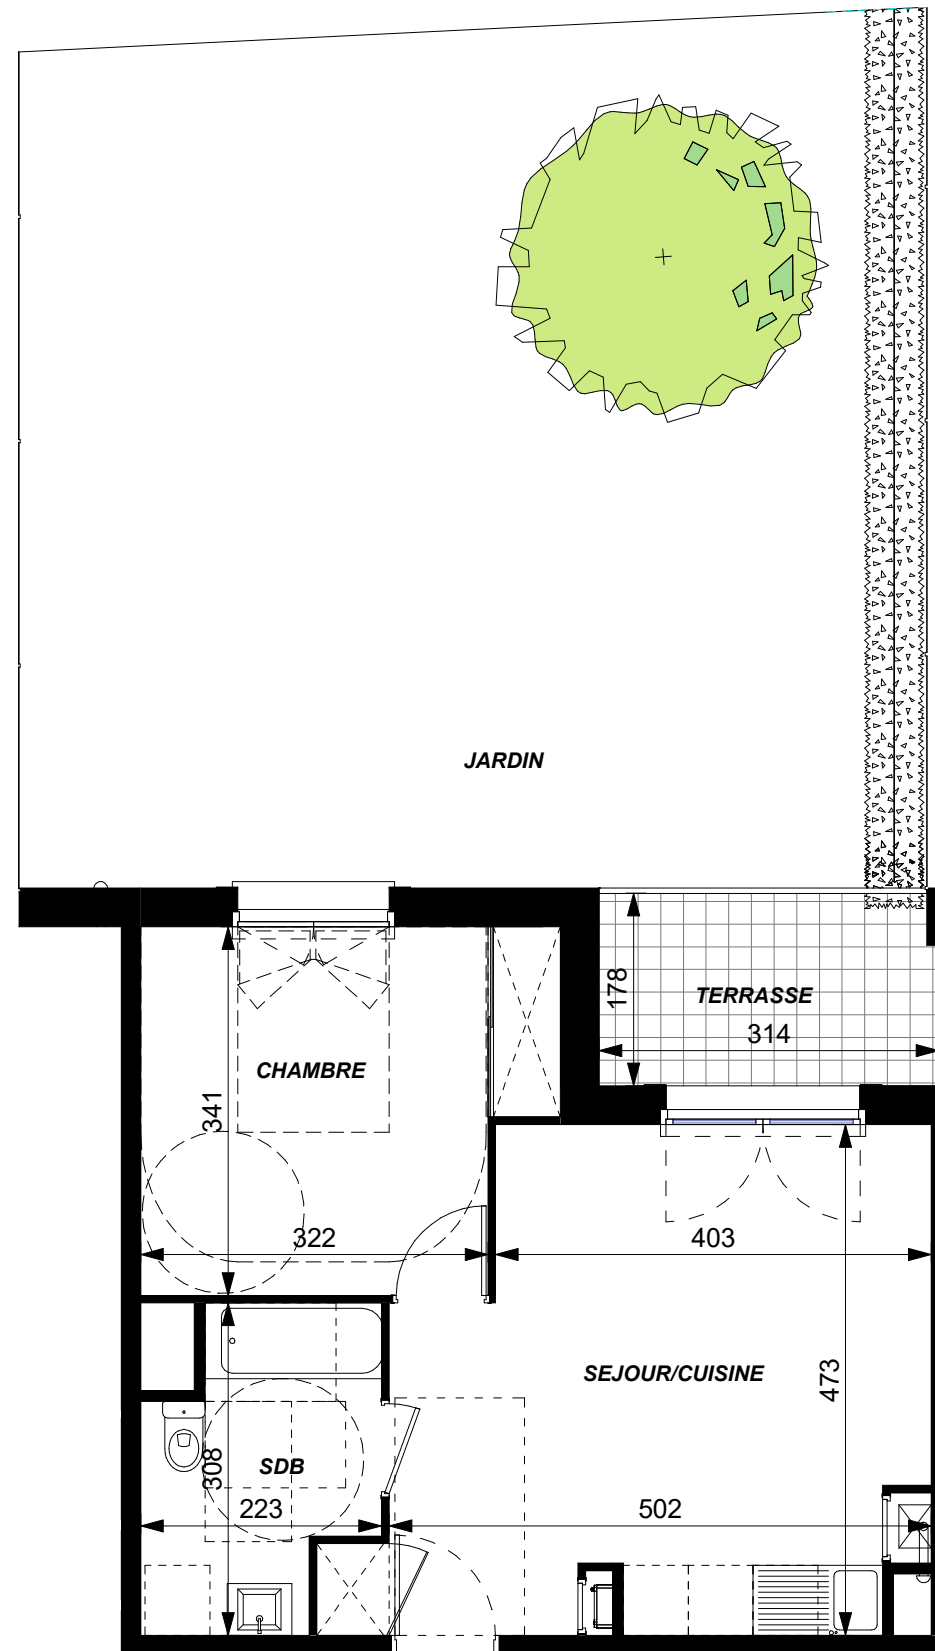 JARDIN
178
TERRASSE
314
CHAMBRE
341
322
403
SEJOUR/CUISINE
473
308
SDB
223
502